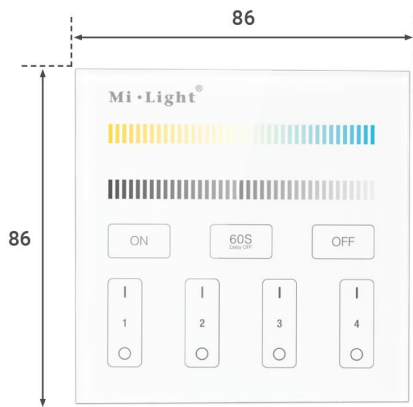 86
86
Mi·Light®
ON
60S
Delay OFF
OFF
I I I I
1 2 3 4
O O O O